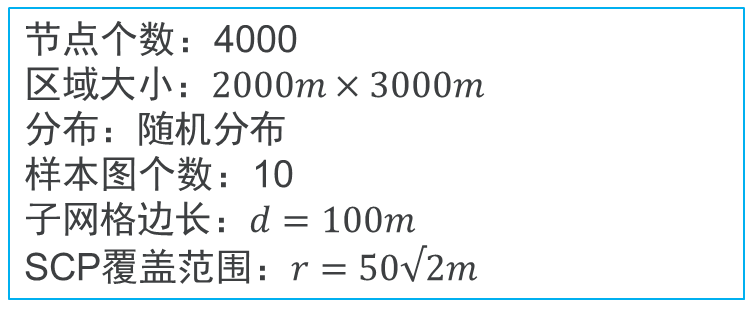 节点个数：4000
区域大小：2000m × 3000m
分布：随机分布
样本图个数：10
子网格边长：d = 100m
SCP覆盖范围：r = 50√2m